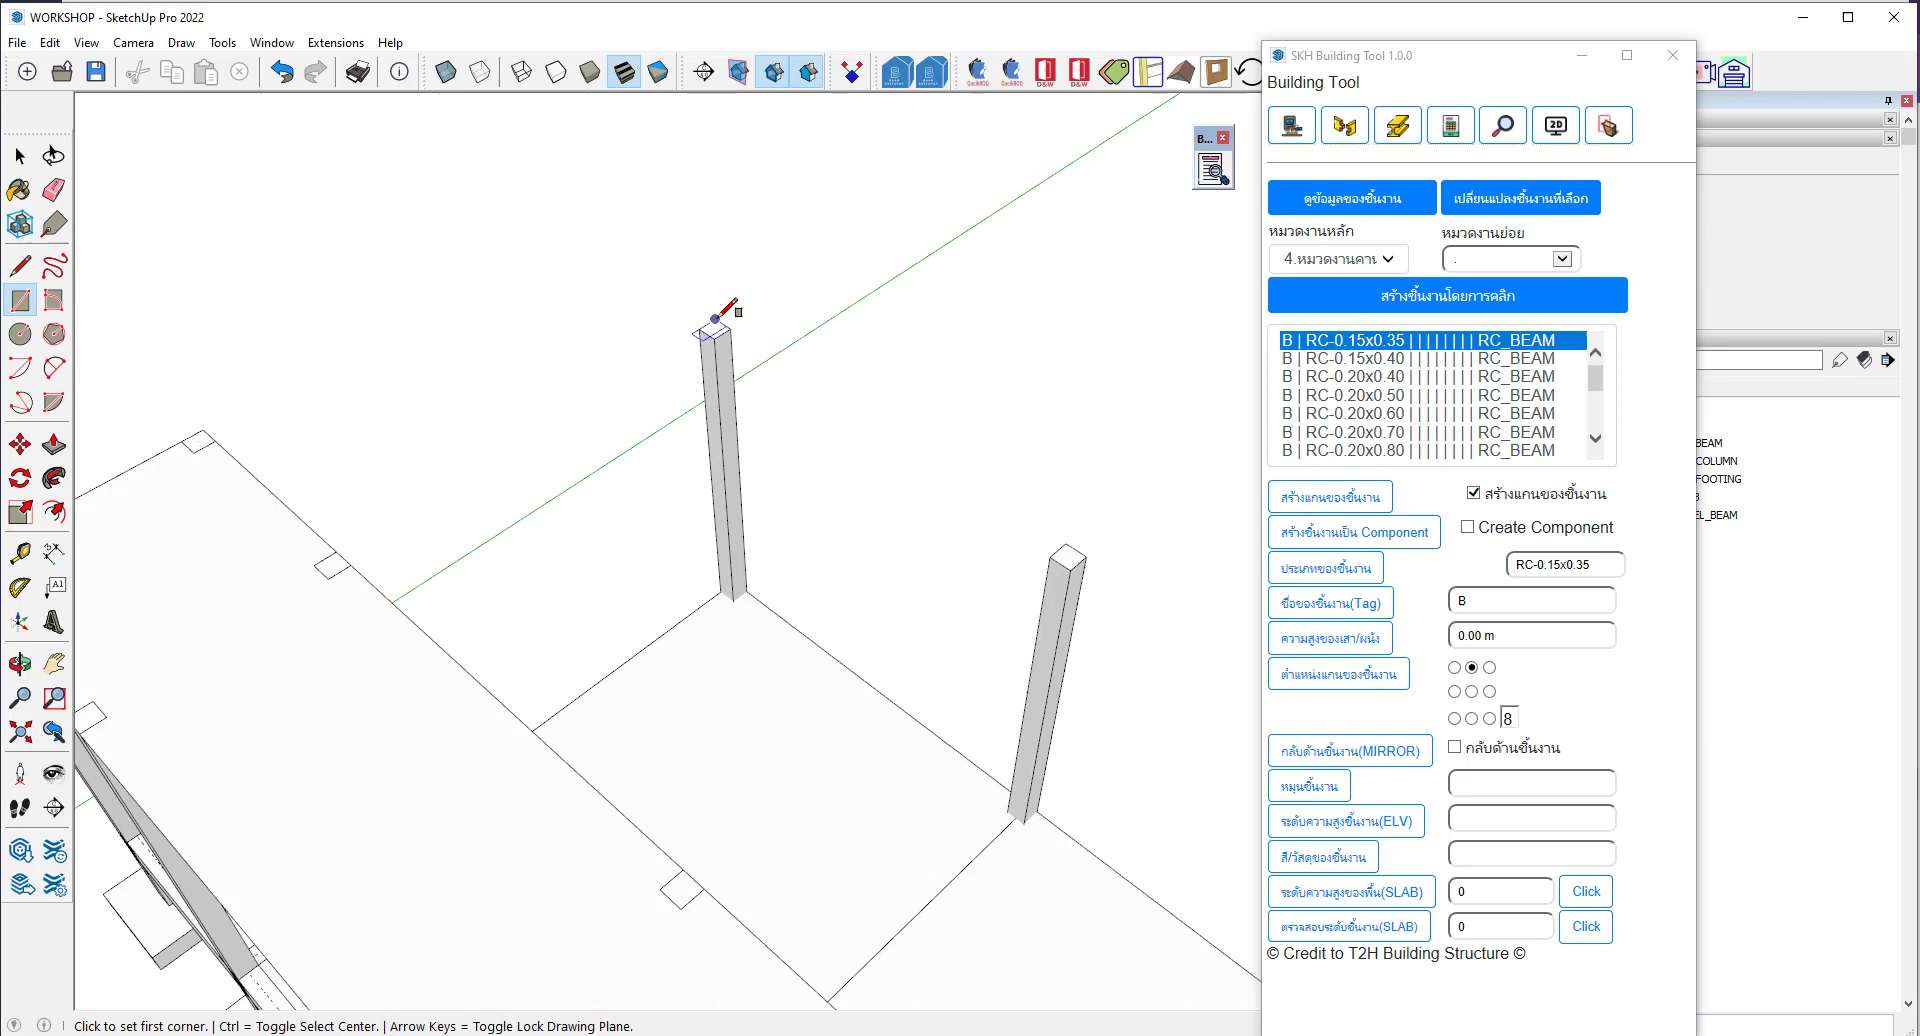 WORKSHOP - SketchUp Pro 2022
File Edit View Camera Draw Tools Window Extensions Help
SKH Building Tool 1.0.0
Building Tool
D&W D&W
B...
2D
ดูข้อมูลของชิ้นงาน เปลี่ยนแปลงชิ้นงานที่เลือก
หมวดงานหลัก หมวดงานย่อย
4.หมวดงานคาน .
สร้างชิ้นงานโดยการคลิก
B | RC-0.15x0.35 | | | | | | | | RC_BEAM
B | RC-0.15x0.40 | | | | | | | | RC_BEAM
B | RC-0.20x0.40 | | | | | | | | RC_BEAM
B | RC-0.20x0.50 | | | | | | | | RC_BEAM
B | RC-0.20x0.60 | | | | | | | | RC_BEAM
B | RC-0.20x0.70 | | | | | | | | RC_BEAM
B | RC-0.20x0.80 | | | | | | | | RC_BEAM
BEAM
COLUMN
FOOTING
EL_BEAM
สร้างแกนของชิ้นงาน สร้างแกนของชิ้นงาน
สร้างชิ้นงานเป็น Component Create Component
ประเภทของชิ้นงาน RC-0.15x0.35
ชื่อของชิ้นงาน(Tag) B
ความสูงของเสา/ผนัง 0.00 m
ตำแหน่งแกนของชิ้นงาน
8
กลับด้านชิ้นงาน(MIRROR) กลับด้านชิ้นงาน
หมุนชิ้นงาน
ระดับความสูงชิ้นงาน(ELV)
สี/วัสดุของชิ้นงาน
ระดับความสูงของพื้น(SLAB) 0 Click
ตรวจสอบระดับชิ้นงาน(SLAB) 0 Click
© Credit to T2H Building Structure ©
A1
Click to set first corner. | Ctrl = Toggle Select Center. | Arrow Keys = Toggle Lock Drawing Plane.